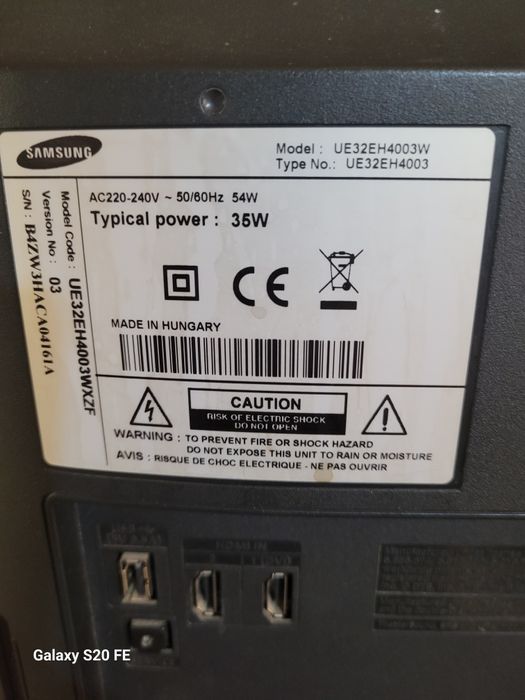 SAMSUNG
Model : UE32EH4003W
Type No.: UE32EH4003
AC220-240V ~ 50/60Hz 54W
Typical power : 35W
CE
MADE IN HUNGARY
Model Code : UE32EH4003WXZF
Version No : 03
S/N : B4ZW3HACA04161A
CAUTION
RISK OF ELECTRIC SHOCK
DO NOT OPEN
WARNING : TO PREVENT FIRE OR SHOCK HAZARD
DO NOT EXPOSE THIS UNIT TO RAIN OR MOISTURE
AVIS : RISQUE DE CHOC ELECTRIQUE - NE PAS OUVRIR
HDMI IN
Galaxy S20 FE